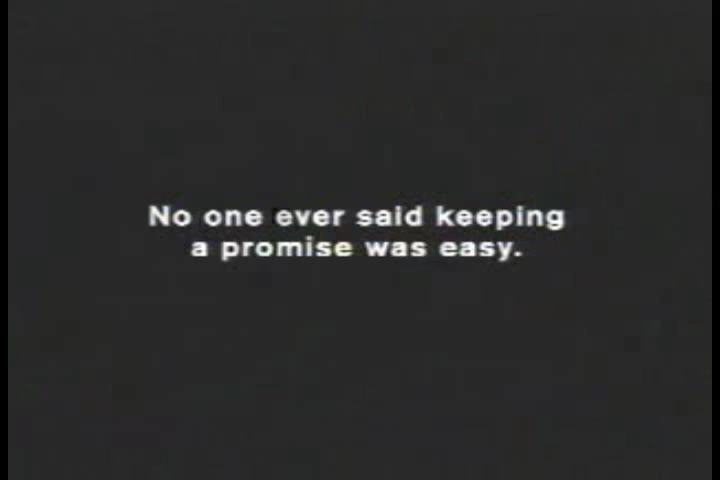 No one ever said keeping
a promise was easy.